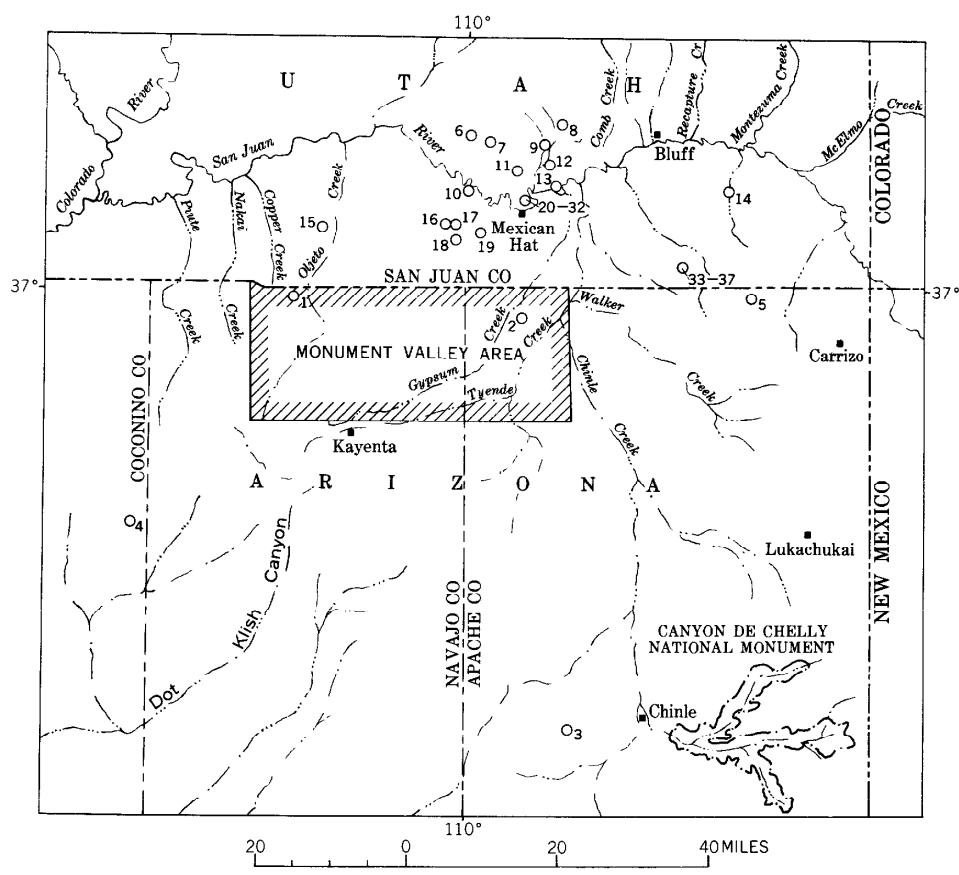 110°
U T A H
River
Colorado
San Juan
River
Comb Creek
Recapture Cr
Montezuma Creek
McElmo Creek
COLORADO
6
7
8
9
11
12
Bluff
10
13
20–32
14
Piute
Nakai
Copper Creek
Creek
15
Oljeto
16
17
18
19
Mexican
Hat
SAN JUAN CO
33–37
37°
37°
1
2
Creek
Creek
Walker
5
Creek
Creek
MONUMENT VALLEY AREA
Carrizo
Gypsum
Tyende
Chinle
Creek
Creek
COCONINO CO
Kayenta
A R I Z O N A
4
Lukachukai
NEW MEXICO
Klish Canyon
Dot
NAVAJO CO
APACHE CO
CANYON DE CHELLY
NATIONAL MONUMENT
3
Chinle
110°
20 0 20 40 MILES